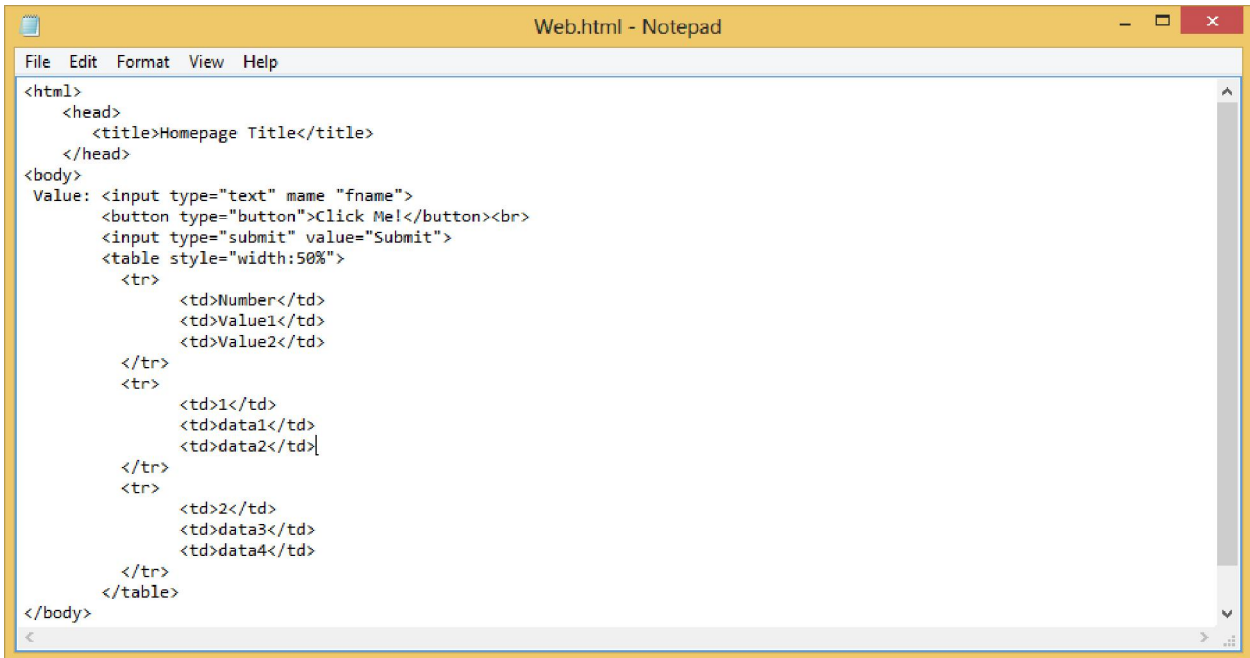 Web.html - Notepad
File Edit Format View Help
<html>
    <head>
       <title>Homepage Title</title>
    </head>
<body>
 Value: <input type="text" mame "fname">
        <button type="button">Click Me!</button><br>
        <input type="submit" value="Submit">
        <table style="width:50%">
          <tr>
                <td>Number</td>
                <td>Value1</td>
                <td>Value2</td>
          </tr>
          <tr>
                <td>1</td>
                <td>data1</td>
                <td>data2</td>
          </tr>
          <tr>
                <td>2</td>
                <td>data3</td>
                <td>data4</td>
          </tr>
        </table>
</body>